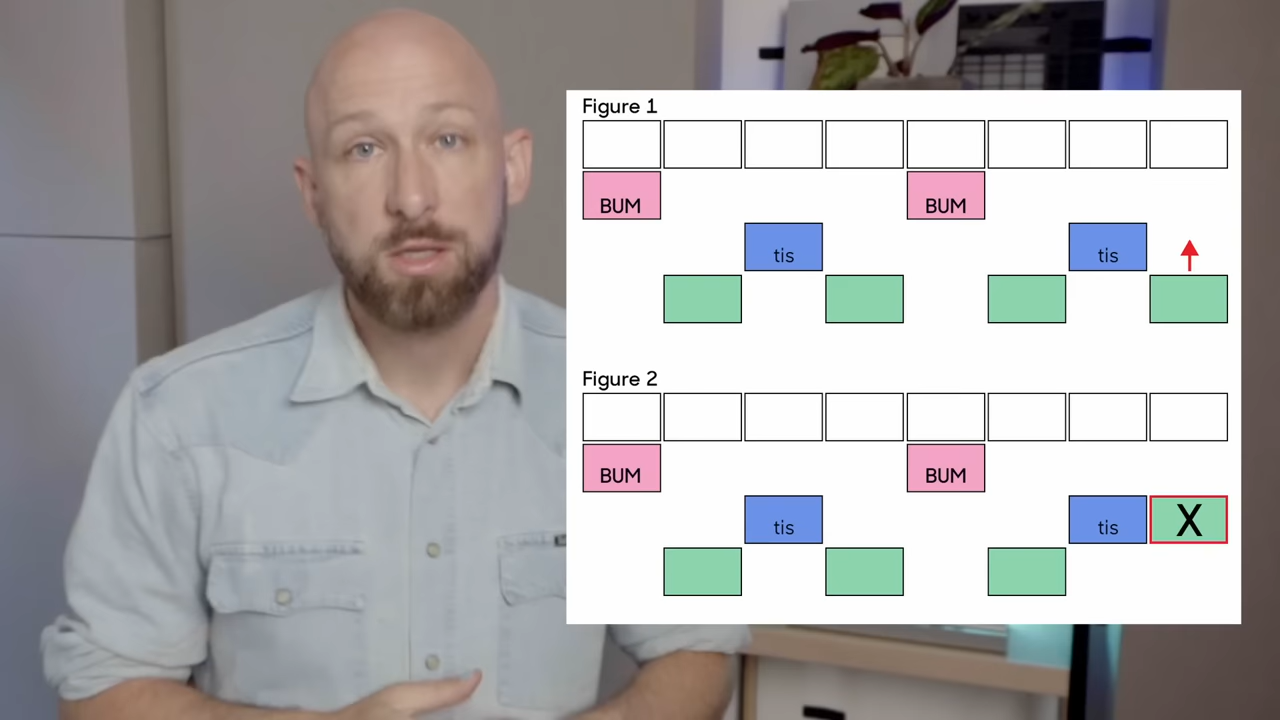 Figure 1
BUM BUM
tis tis
Figure 2
BUM BUM
tis tis X